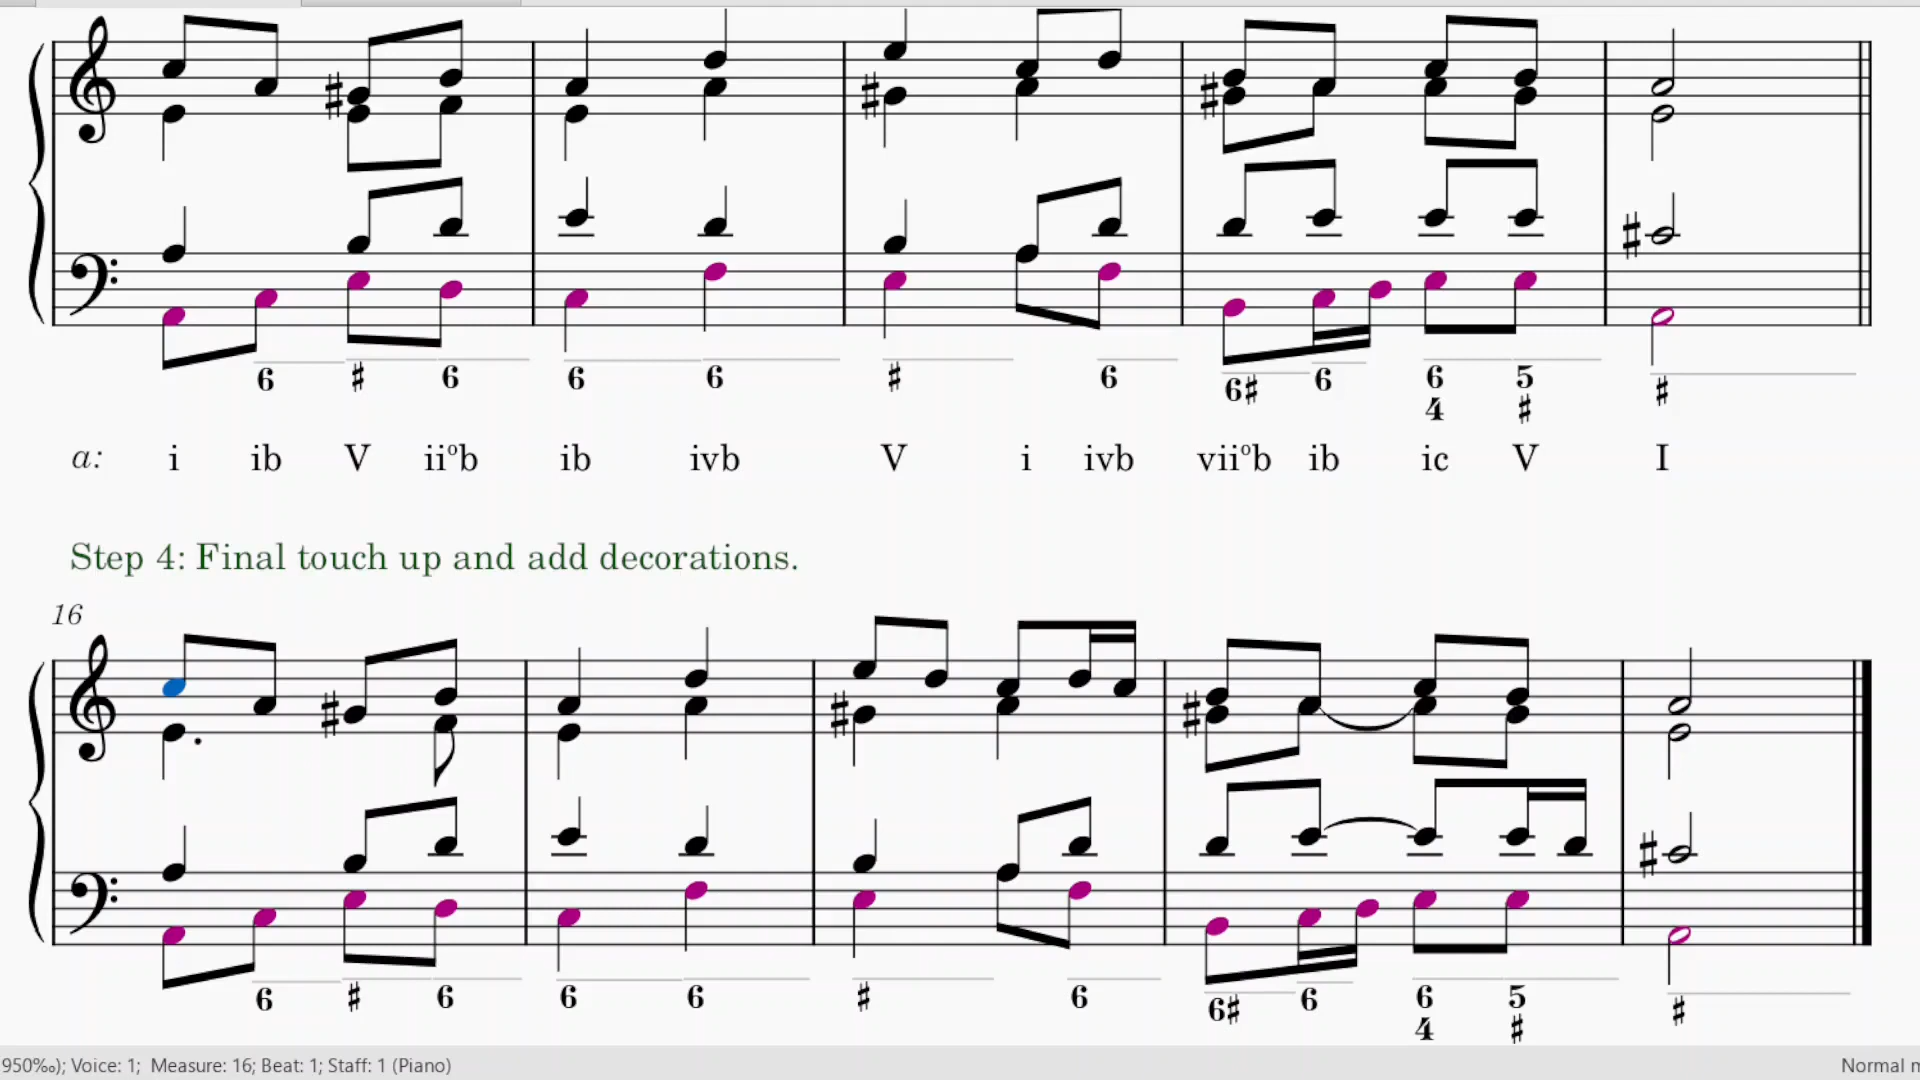 6 ♯ 6 6 6 ♯ 6 6♯ 6 6 5 ♯
4 ♯
a: i ib V iiºb ib ivb V i ivb viiºb ib ic V I
Step 4: Final touch up and add decorations.
16
6 ♯ 6 6 6 ♯ 6 6♯ 6 6 5 ♯
4 ♯
950‰); Voice: 1; Measure: 16; Beat: 1; Staff: 1 (Piano)
Normal m